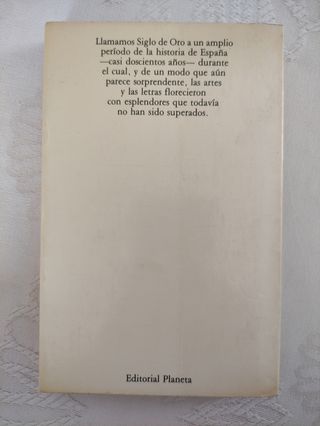 Llamamos Siglo de Oro a un amplio
período de la historia de España
—casi doscientos años— durante
el cual, y de un modo que aún
parece sorprendente, las artes
y las letras florecieron
con esplendores que todavía
no han sido superados.
Editorial Planeta